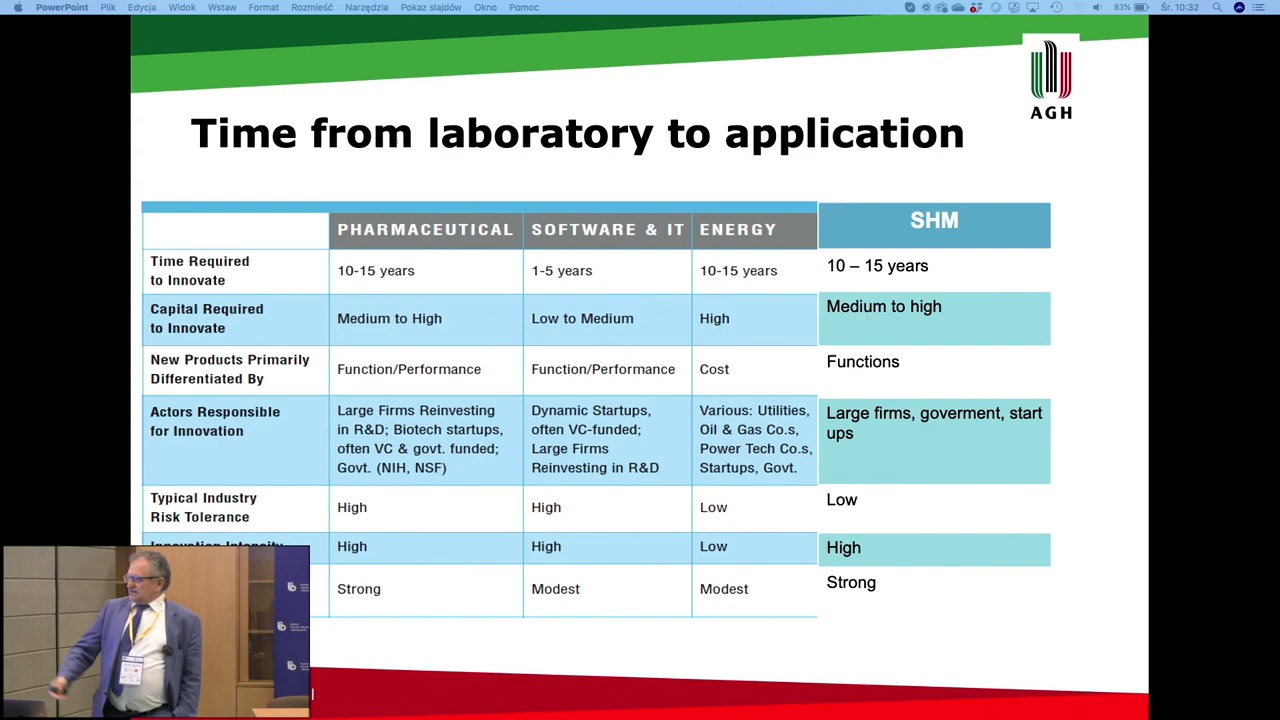 PowerPoint Plik Edycja Widok Wstaw Format Rozmieść Narzędzia Pokaz slajdów Okno Pomoc 83% Śr. 10:32
AGH
Time from laboratory to application
PHARMACEUTICAL SOFTWARE & IT ENERGY SHM
Time Required
to Innovate
10-15 years 1-5 years 10-15 years 10 – 15 years
Capital Required
to Innovate
Medium to High Low to Medium High Medium to high
New Products Primarily
Differentiated By
Function/Performance Function/Performance Cost Functions
Actors Responsible
for Innovation
Large Firms Reinvesting
in R&D; Biotech startups,
often VC & govt. funded;
Govt. (NIH, NSF)
Dynamic Startups,
often VC-funded;
Large Firms
Reinvesting in R&D
Various: Utilities,
Oil & Gas Co.s,
Power Tech Co.s,
Startups, Govt.
Large firms, goverment, start
ups
Typical Industry
Risk Tolerance
High High Low Low
Innovation Intensity
High High Low High
Strong Modest Modest Strong